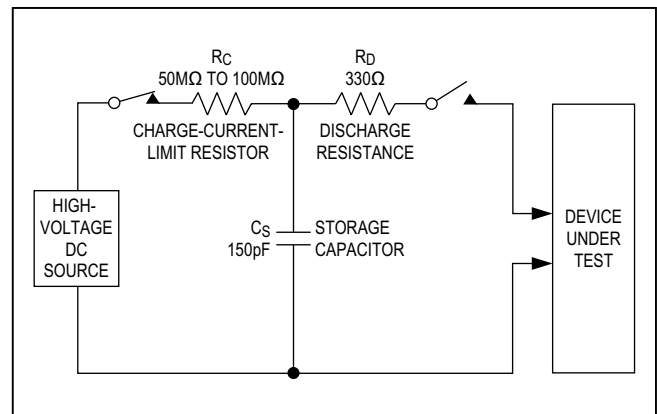 RC
50MΩ TO 100MΩ
CHARGE-CURRENT-
LIMIT RESISTOR
RD
330Ω
DISCHARGE
RESISTANCE
HIGH-
VOLTAGE
DC
SOURCE
CS
150pF
STORAGE
CAPACITOR
DEVICE
UNDER
TEST